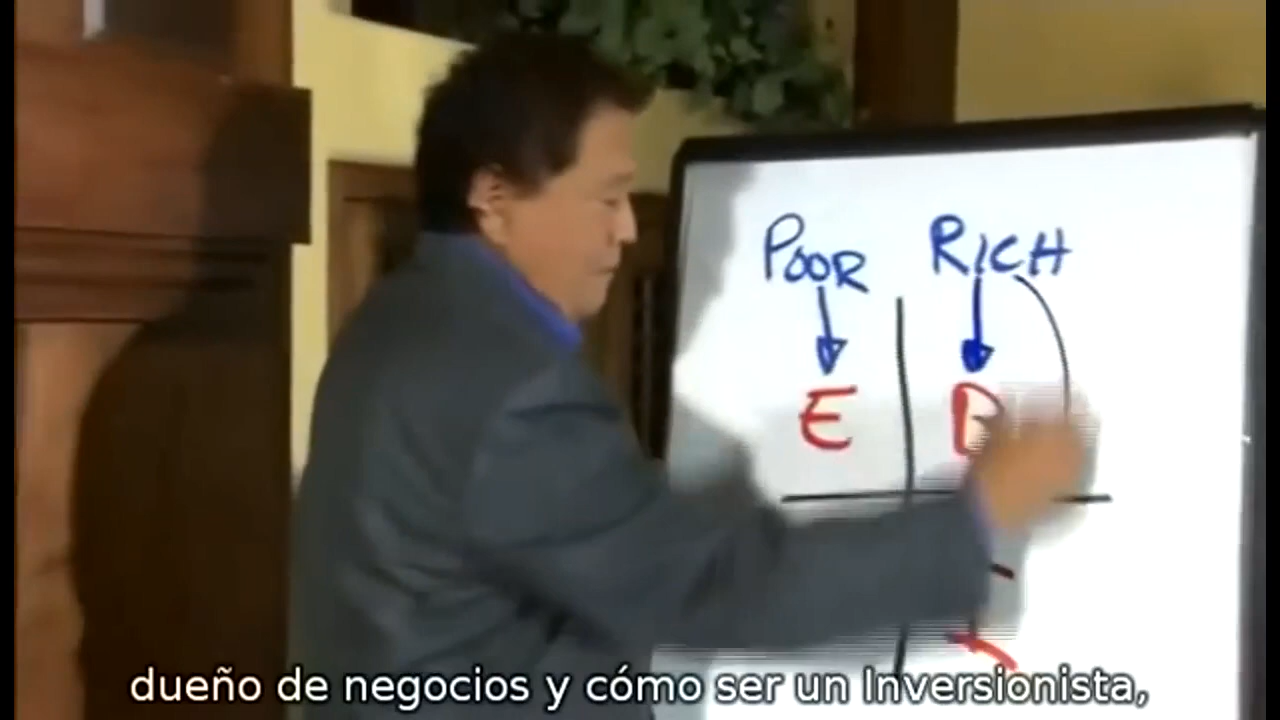 POOR RICH
E B
dueño de negocios y cómo ser un Inversionista,